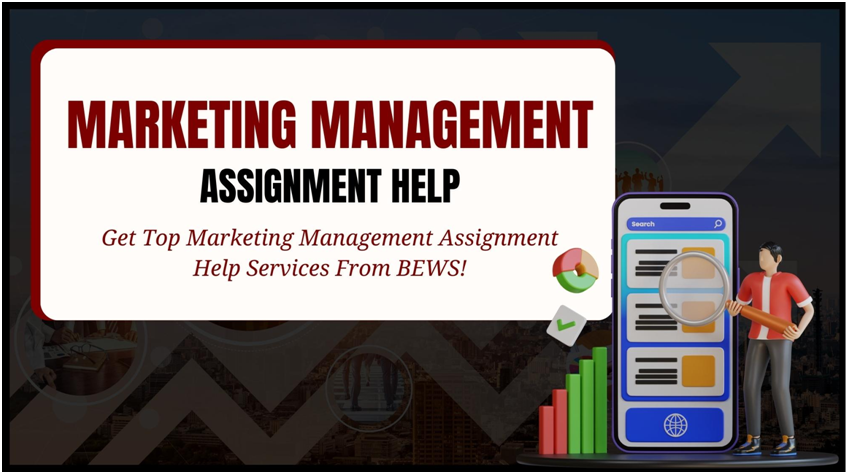 MARKETING MANAGEMENT
ASSIGNMENT HELP
Get Top Marketing Management Assignment
Help Services From BEWS!
Search